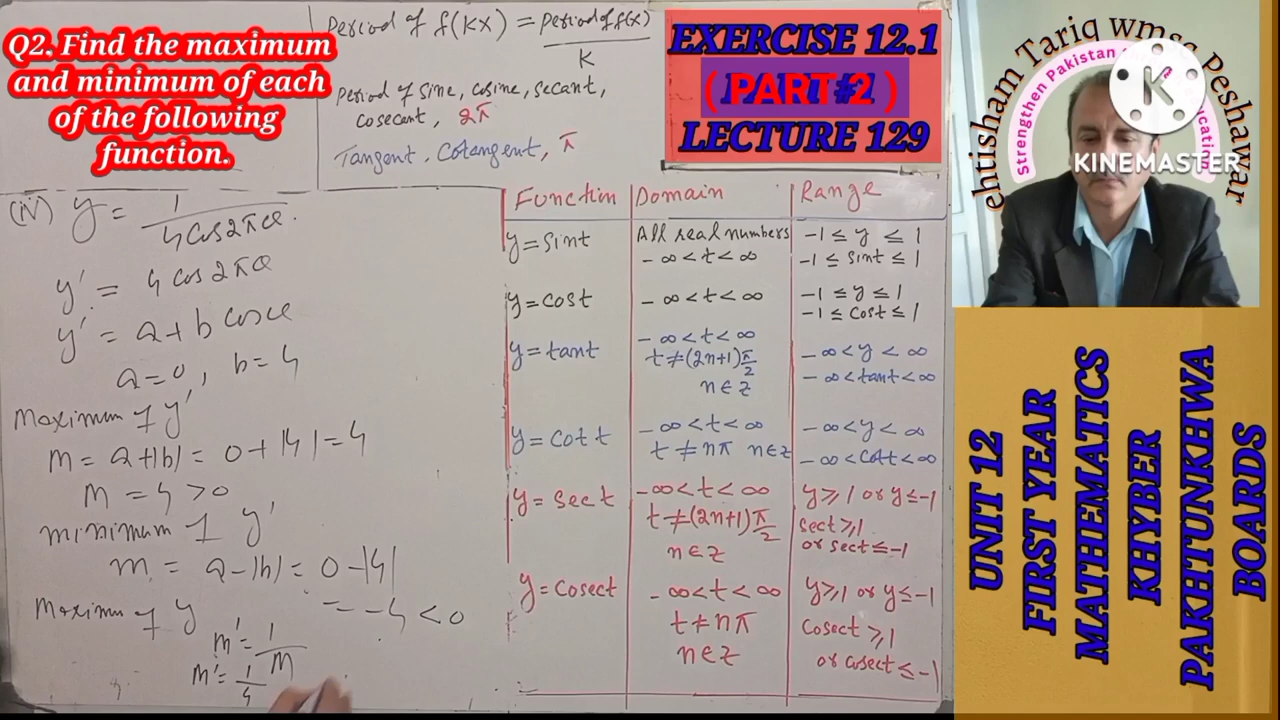 Q2. Find the maximum
and minimum of each
of the following
function.
Period of f(KX) = period of f(x)
K
period of sine, cosine, secant,
cosecant, 2π
Tangent, Cotangent, π
EXERCISE 12.1
( PART 2 )
LECTURE 129
ehtisham Tariq wmsc Peshawar
Strengthen Pakistan
K
KINEMASTER
(iv) y = 1
4 cos 2πθ.
y' = 4 cos 2πθ
y' = a + b cosθ
a = 0, b = 4
Maximum of y'
M = a + |b| = 0 + |4| = 4
M = 4 > 0
minimum of y'
m = a - |b| = 0 - |4|
= -4 < 0
Maximum of y
M' = 1
M
M' = 1
4
Function Domain Range
y = sint All real numbers -1 ≤ y ≤ 1
-∞ < t < ∞ -1 ≤ sint ≤ 1
y = cost -∞ < t < ∞ -1 ≤ y ≤ 1
-1 ≤ cost ≤ 1
y = tant -∞ < t < ∞ -∞ < y < ∞
t ≠ (2n+1) π/2 -∞ < tant < ∞
n ∈ z
y = cot t -∞ < t < ∞ -∞ < y < ∞
t ≠ nπ n ∈ z -∞ < cot t < ∞
y = sect -∞ < t < ∞ y ≥ 1 or y ≤ -1
t ≠ (2n+1) π/2 sect ≥ 1
n ∈ z or sect ≤ -1
y = cosect -∞ < t < ∞ y ≥ 1 or y ≤ -1
t ≠ nπ cosect ≥ 1
n ∈ z or cosect ≤ -1
UNIT 12
FIRST YEAR
MATHEMATICS
KHYBER
PAKHTUNKHWA
BOARDS